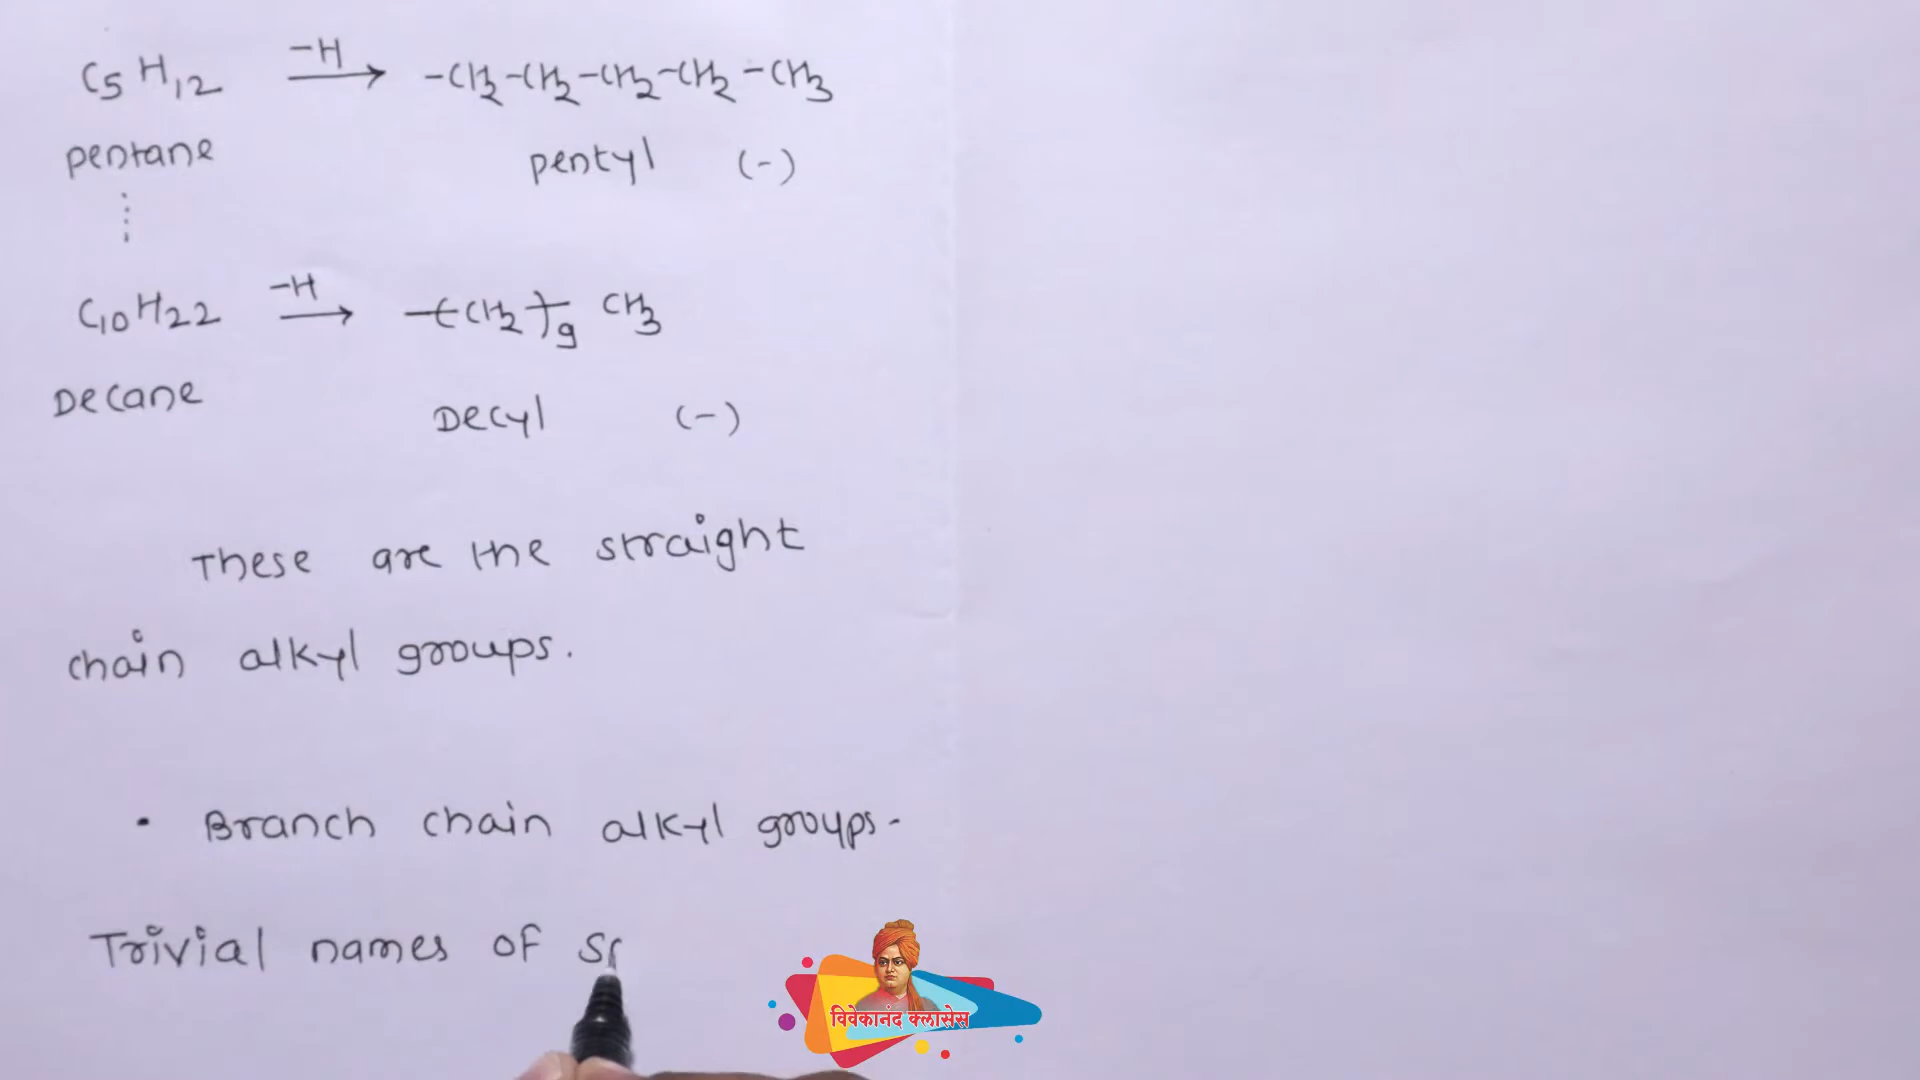 C5H12 -H → -CH2-CH2-CH2-CH2-CH3
pentane pentyl (-)
C10H22 -H → -(CH2)9 CH3
Decane Decyl (-)
These are the straight
chain alkyl groups.
• Branch chain alkyl groups-
Trivial names of
विवेकानंद क्लासेस